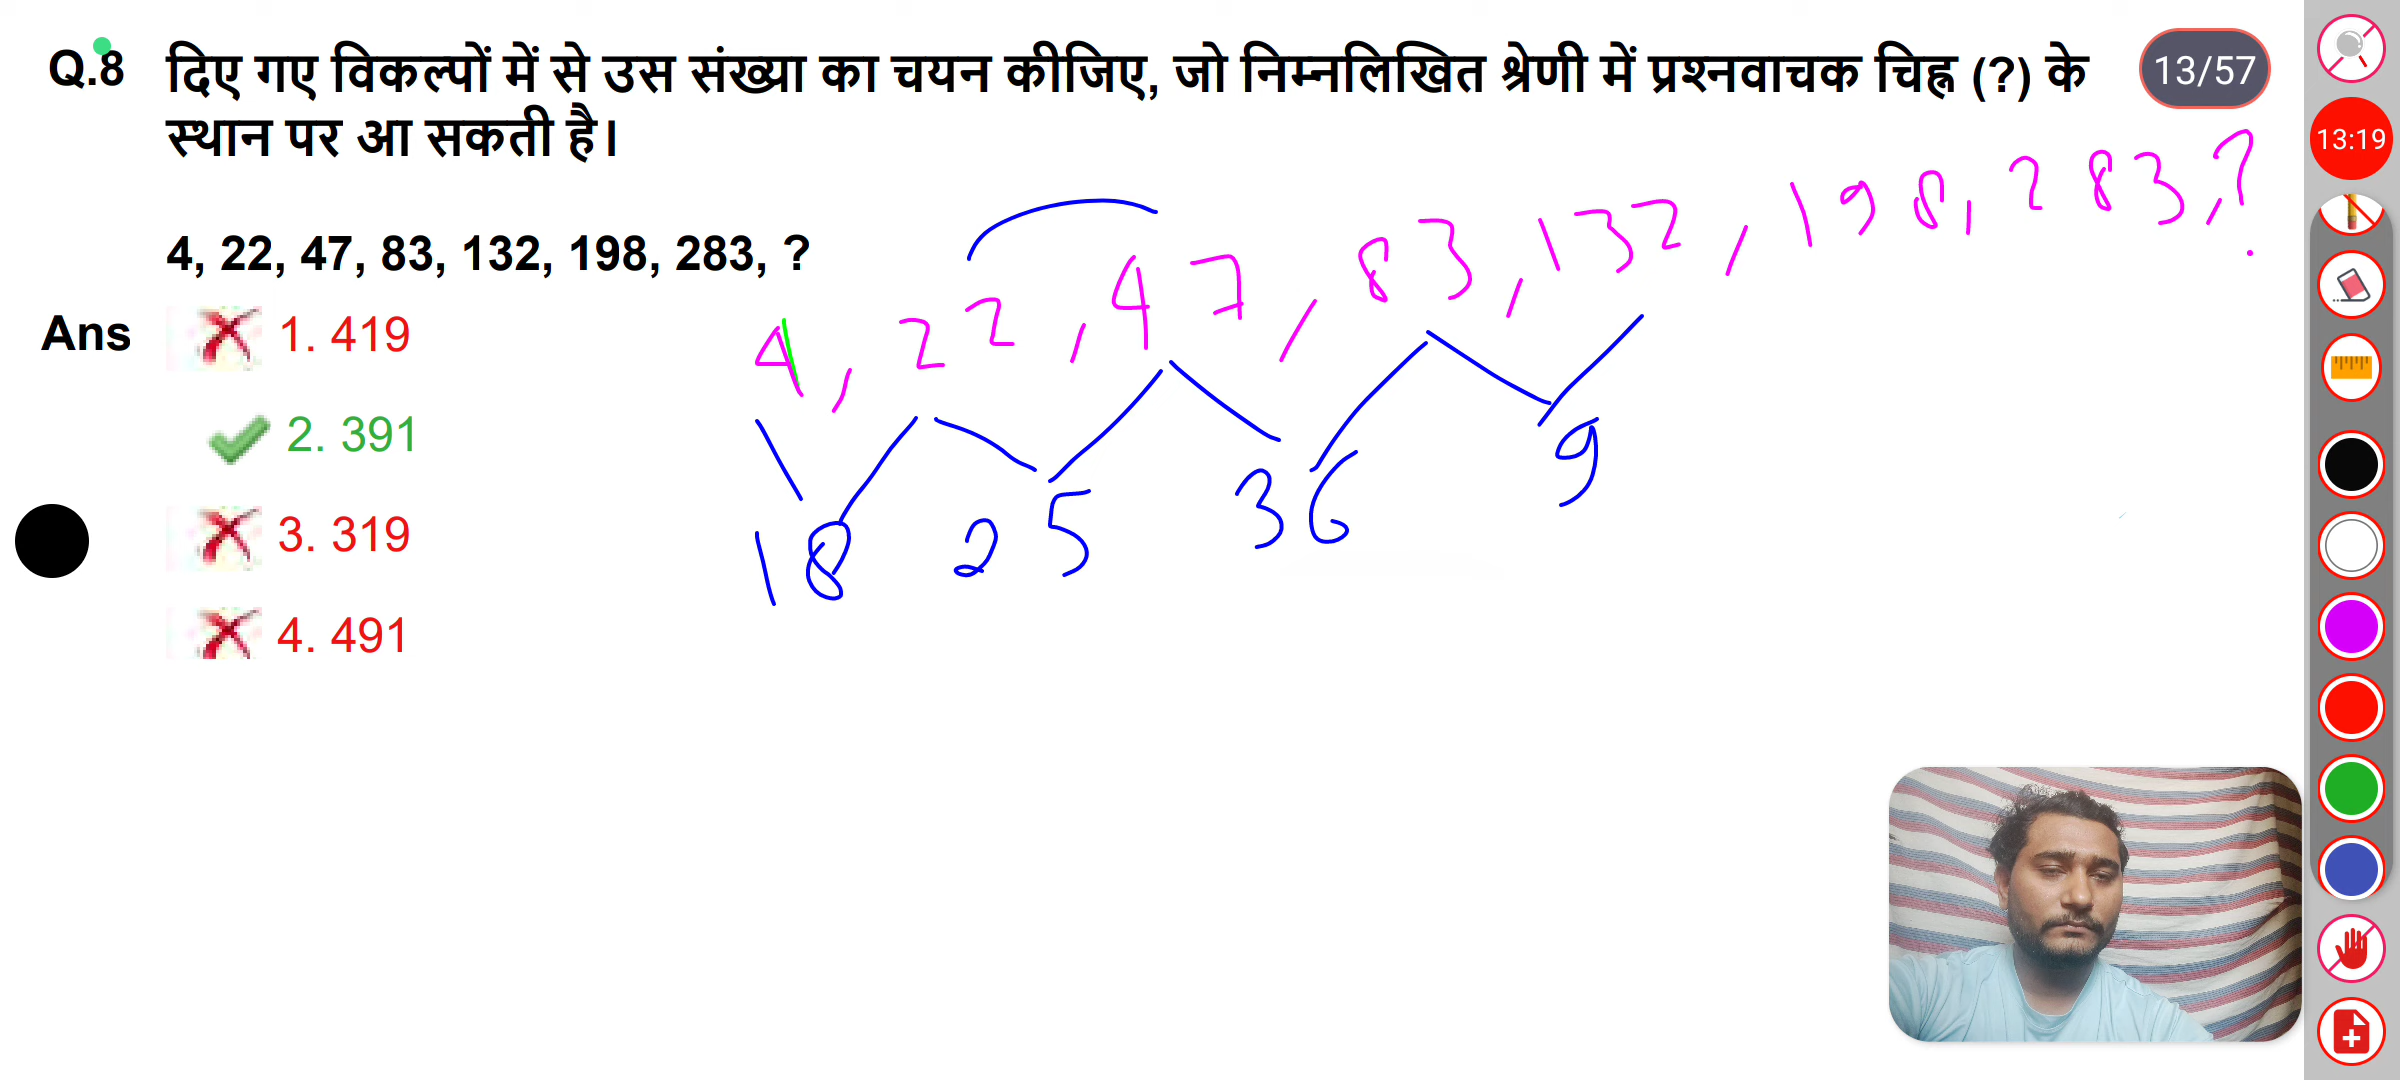 Q.8 दिए गए विकल्पों में से उस संख्या का चयन कीजिए, जो निम्नलिखित श्रेणी में प्रश्नवाचक चिह्न (?) के
स्थान पर आ सकती है।
13/57
13:19
4, 22, 47, 83, 132, 198, 283, ?
4, 22, 47, 83, 132, 198, 283, ?
Ans 1. 419
2. 391
3. 319
4. 491
18 25 36 9